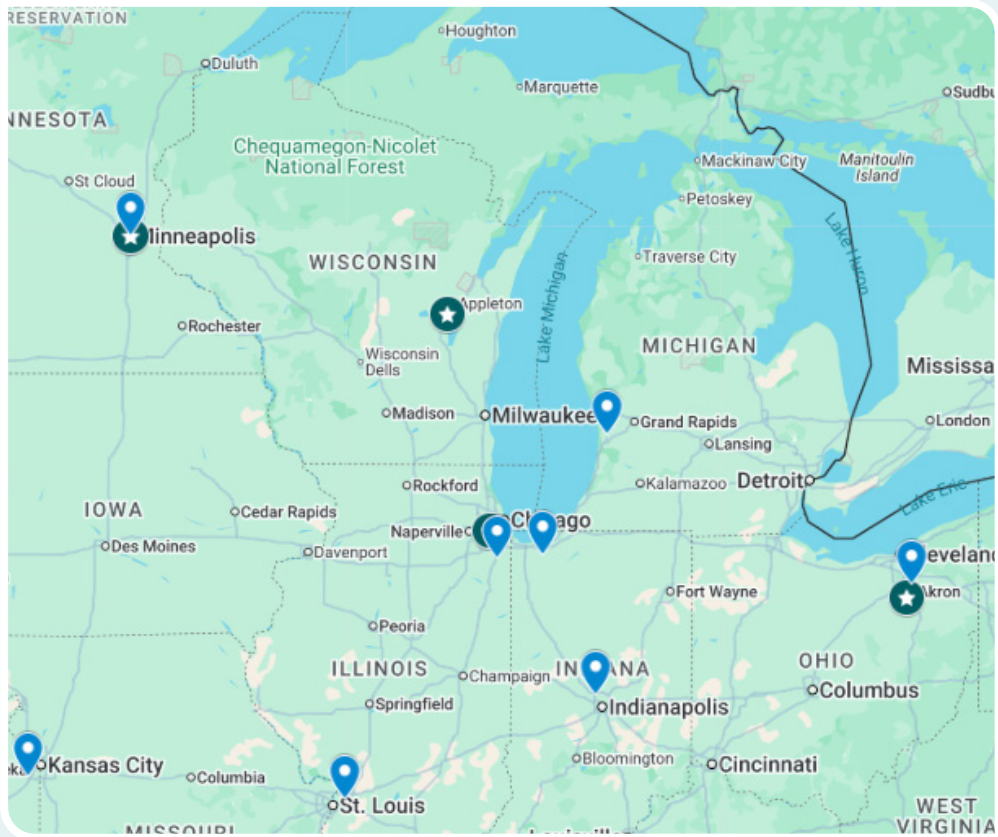 RESERVATION
Houghton
Duluth
Marquette
Sudbu
NNESOTA
Chequamegon-Nicolet
National Forest
Mackinaw City
Manitoulin
Island
St Cloud
Petoskey
Lake Huron
Minneapolis
WISCONSIN
Traverse City
Lake Michigan
Appleton
Rochester
MICHIGAN
Wisconsin
Dells
Mississa
Madison
Milwaukee
Grand Rapids
London
Lansing
Rockford
Kalamazoo
Detroit
Lake Erie
IOWA
Cedar Rapids
Chicago
Naperville
Des Moines
Davenport
eveland
Fort Wayne
Akron
Peoria
ILLINOIS
INDIANA
OHIO
Champaign
Columbus
Springfield
Indianapolis
Bloomington
eka
Kansas City
Cincinnati
Columbia
St. Louis
WEST
VIRGINIA
MISSOURI
Louisville